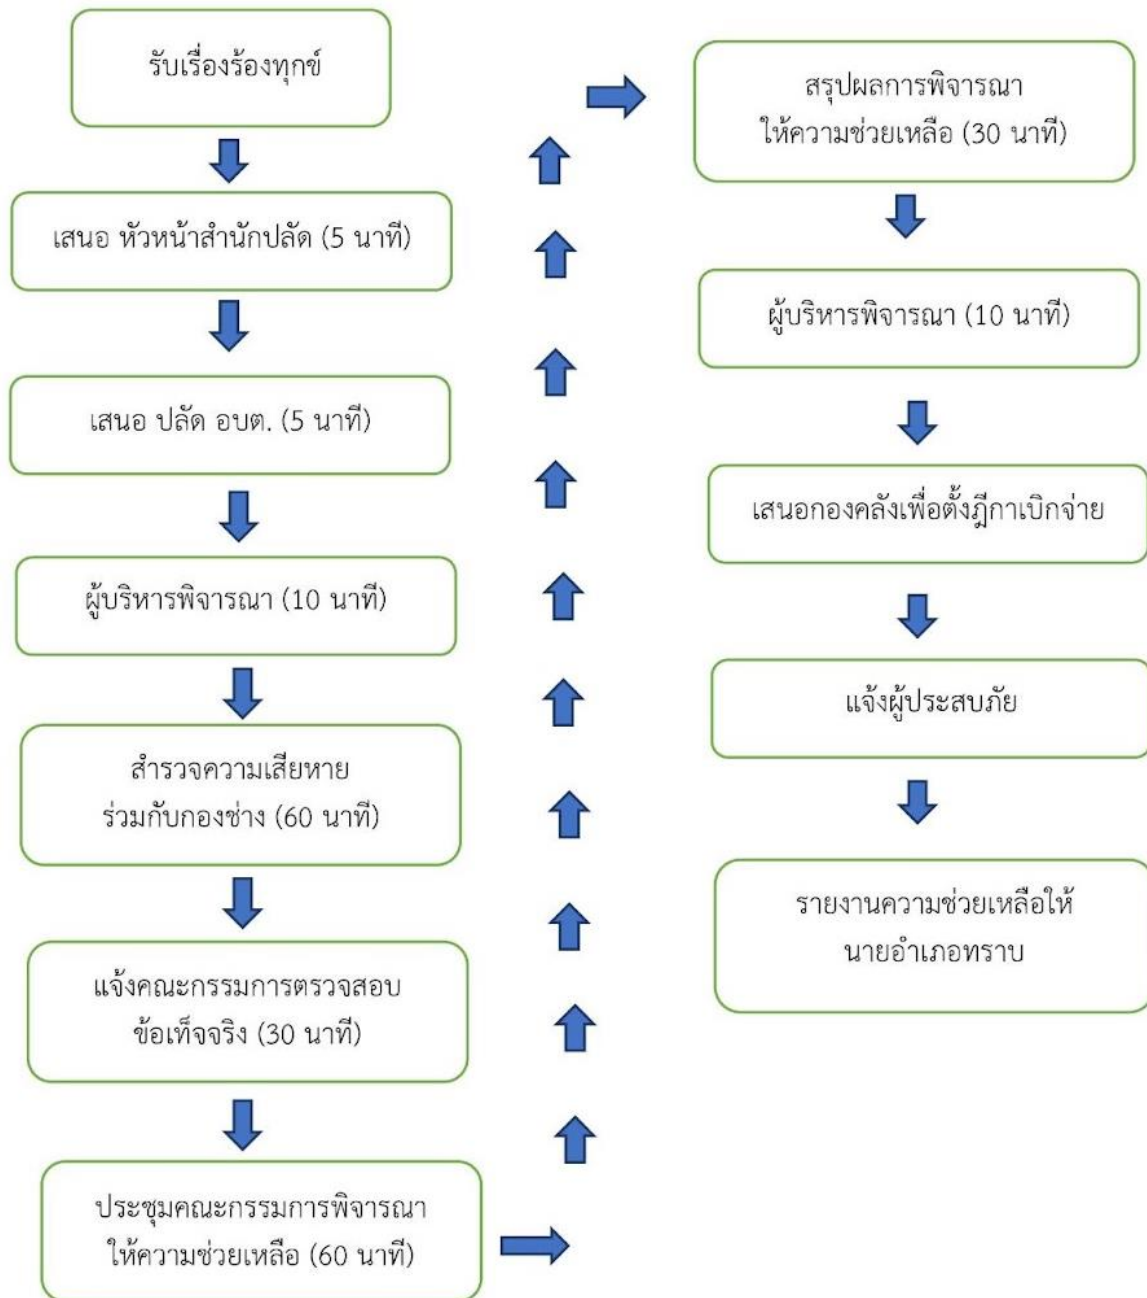 รับเรื่องร้องทุกข์
เสนอ หัวหน้าสำนักปลัด (5 นาที)
เสนอ ปลัด อบต. (5 นาที)
ผู้บริหารพิจารณา (10 นาที)
สำรวจความเสียหาย
ร่วมกับกองช่าง (60 นาที)
แจ้งคณะกรรมการตรวจสอบ
ข้อเท็จจริง (30 นาที)
ประชุมคณะกรรมการพิจารณา
ให้ความช่วยเหลือ (60 นาที)
สรุปผลการพิจารณา
ให้ความช่วยเหลือ (30 นาที)
ผู้บริหารพิจารณา (10 นาที)
เสนอกองคลังเพื่อตั้งฎีกาเบิกจ่าย
แจ้งผู้ประสบภัย
รายงานความช่วยเหลือให้
นายอำเภอทราบ